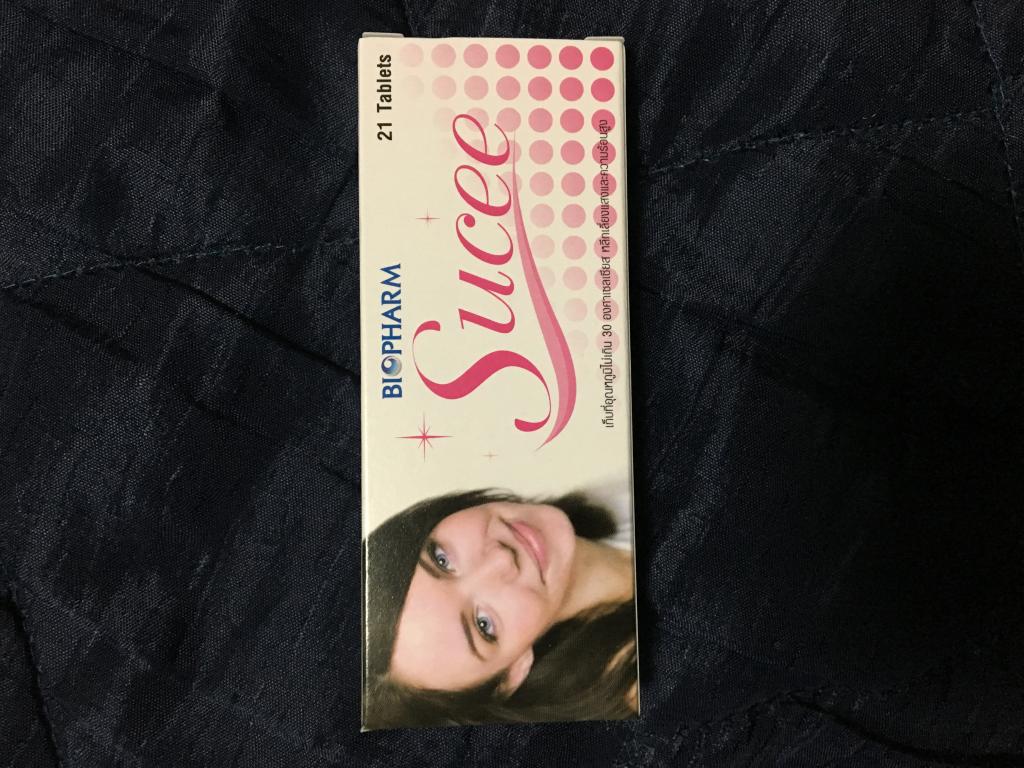 21 Tablets
BIOPHARM
Sucee
เก็บที่อุณหภูมิไม่เกิน 30 องศาเซลเซียส หลีกเลี่ยงแสงและความร้อนสูง